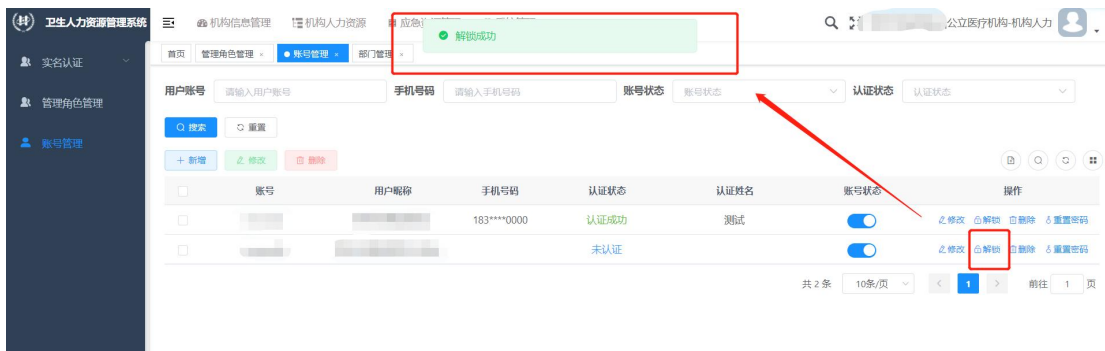 卫生人力资源管理系统
机构信息管理
机构人力资源
应急
解锁成功
公立医疗机构-机构人力
首页
管理角色管理 ×
账号管理 ×
部门管理 ×
实名认证
管理角色管理
账号管理
用户账号 请输入用户账号
手机号码 请输入手机号码
账号状态 账号状态
认证状态 认证状态
搜索
重置
+ 新增
修改
删除
账号 用户昵称 手机号码 认证状态 认证姓名 账号状态 操作
183****0000 认证成功 测试 修改 解锁 删除 重置密码
未认证 修改 解锁 删除 重置密码
共 2 条 10条/页 < 1 > 前往 1 页